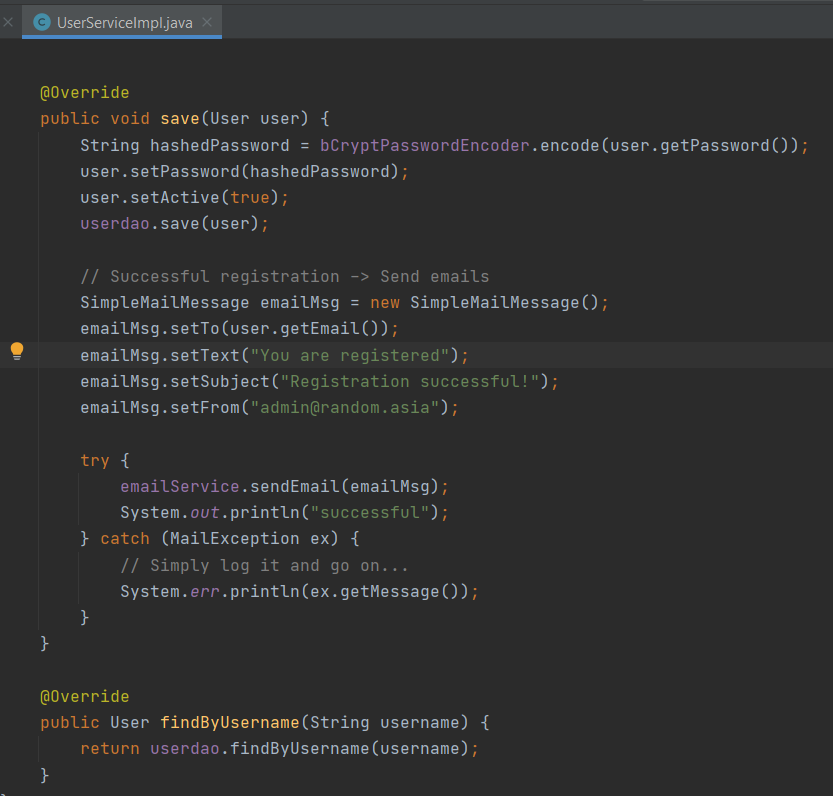 UserServiceImpl.java
@Override
public void save(User user) {
    String hashedPassword = bCryptPasswordEncoder.encode(user.getPassword());
    user.setPassword(hashedPassword);
    user.setActive(true);
    userdao.save(user);
    // Successful registration -> Send emails
    SimpleMailMessage emailMsg = new SimpleMailMessage();
    emailMsg.setTo(user.getEmail());
    emailMsg.setText("You are registered");
    emailMsg.setSubject("Registration successful!");
    emailMsg.setFrom("admin@random.asia");
    try {
        emailService.sendEmail(emailMsg);
        System.out.println("successful");
    } catch (MailException ex) {
        // Simply log it and go on...
        System.err.println(ex.getMessage());
    }
}
@Override
public User findByUsername(String username) {
    return userdao.findByUsername(username);
}